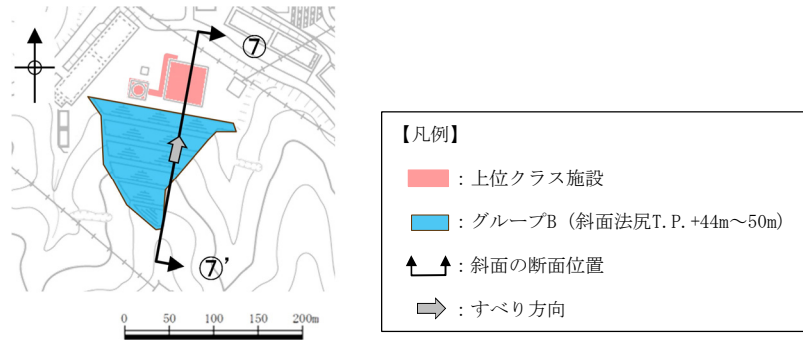 ⑦
⑦'
0 50 100 150 200m
【凡例】
：上位クラス施設
：グループB（斜面法尻T.P.+44m～50m）
：斜面の断面位置
：すべり方向